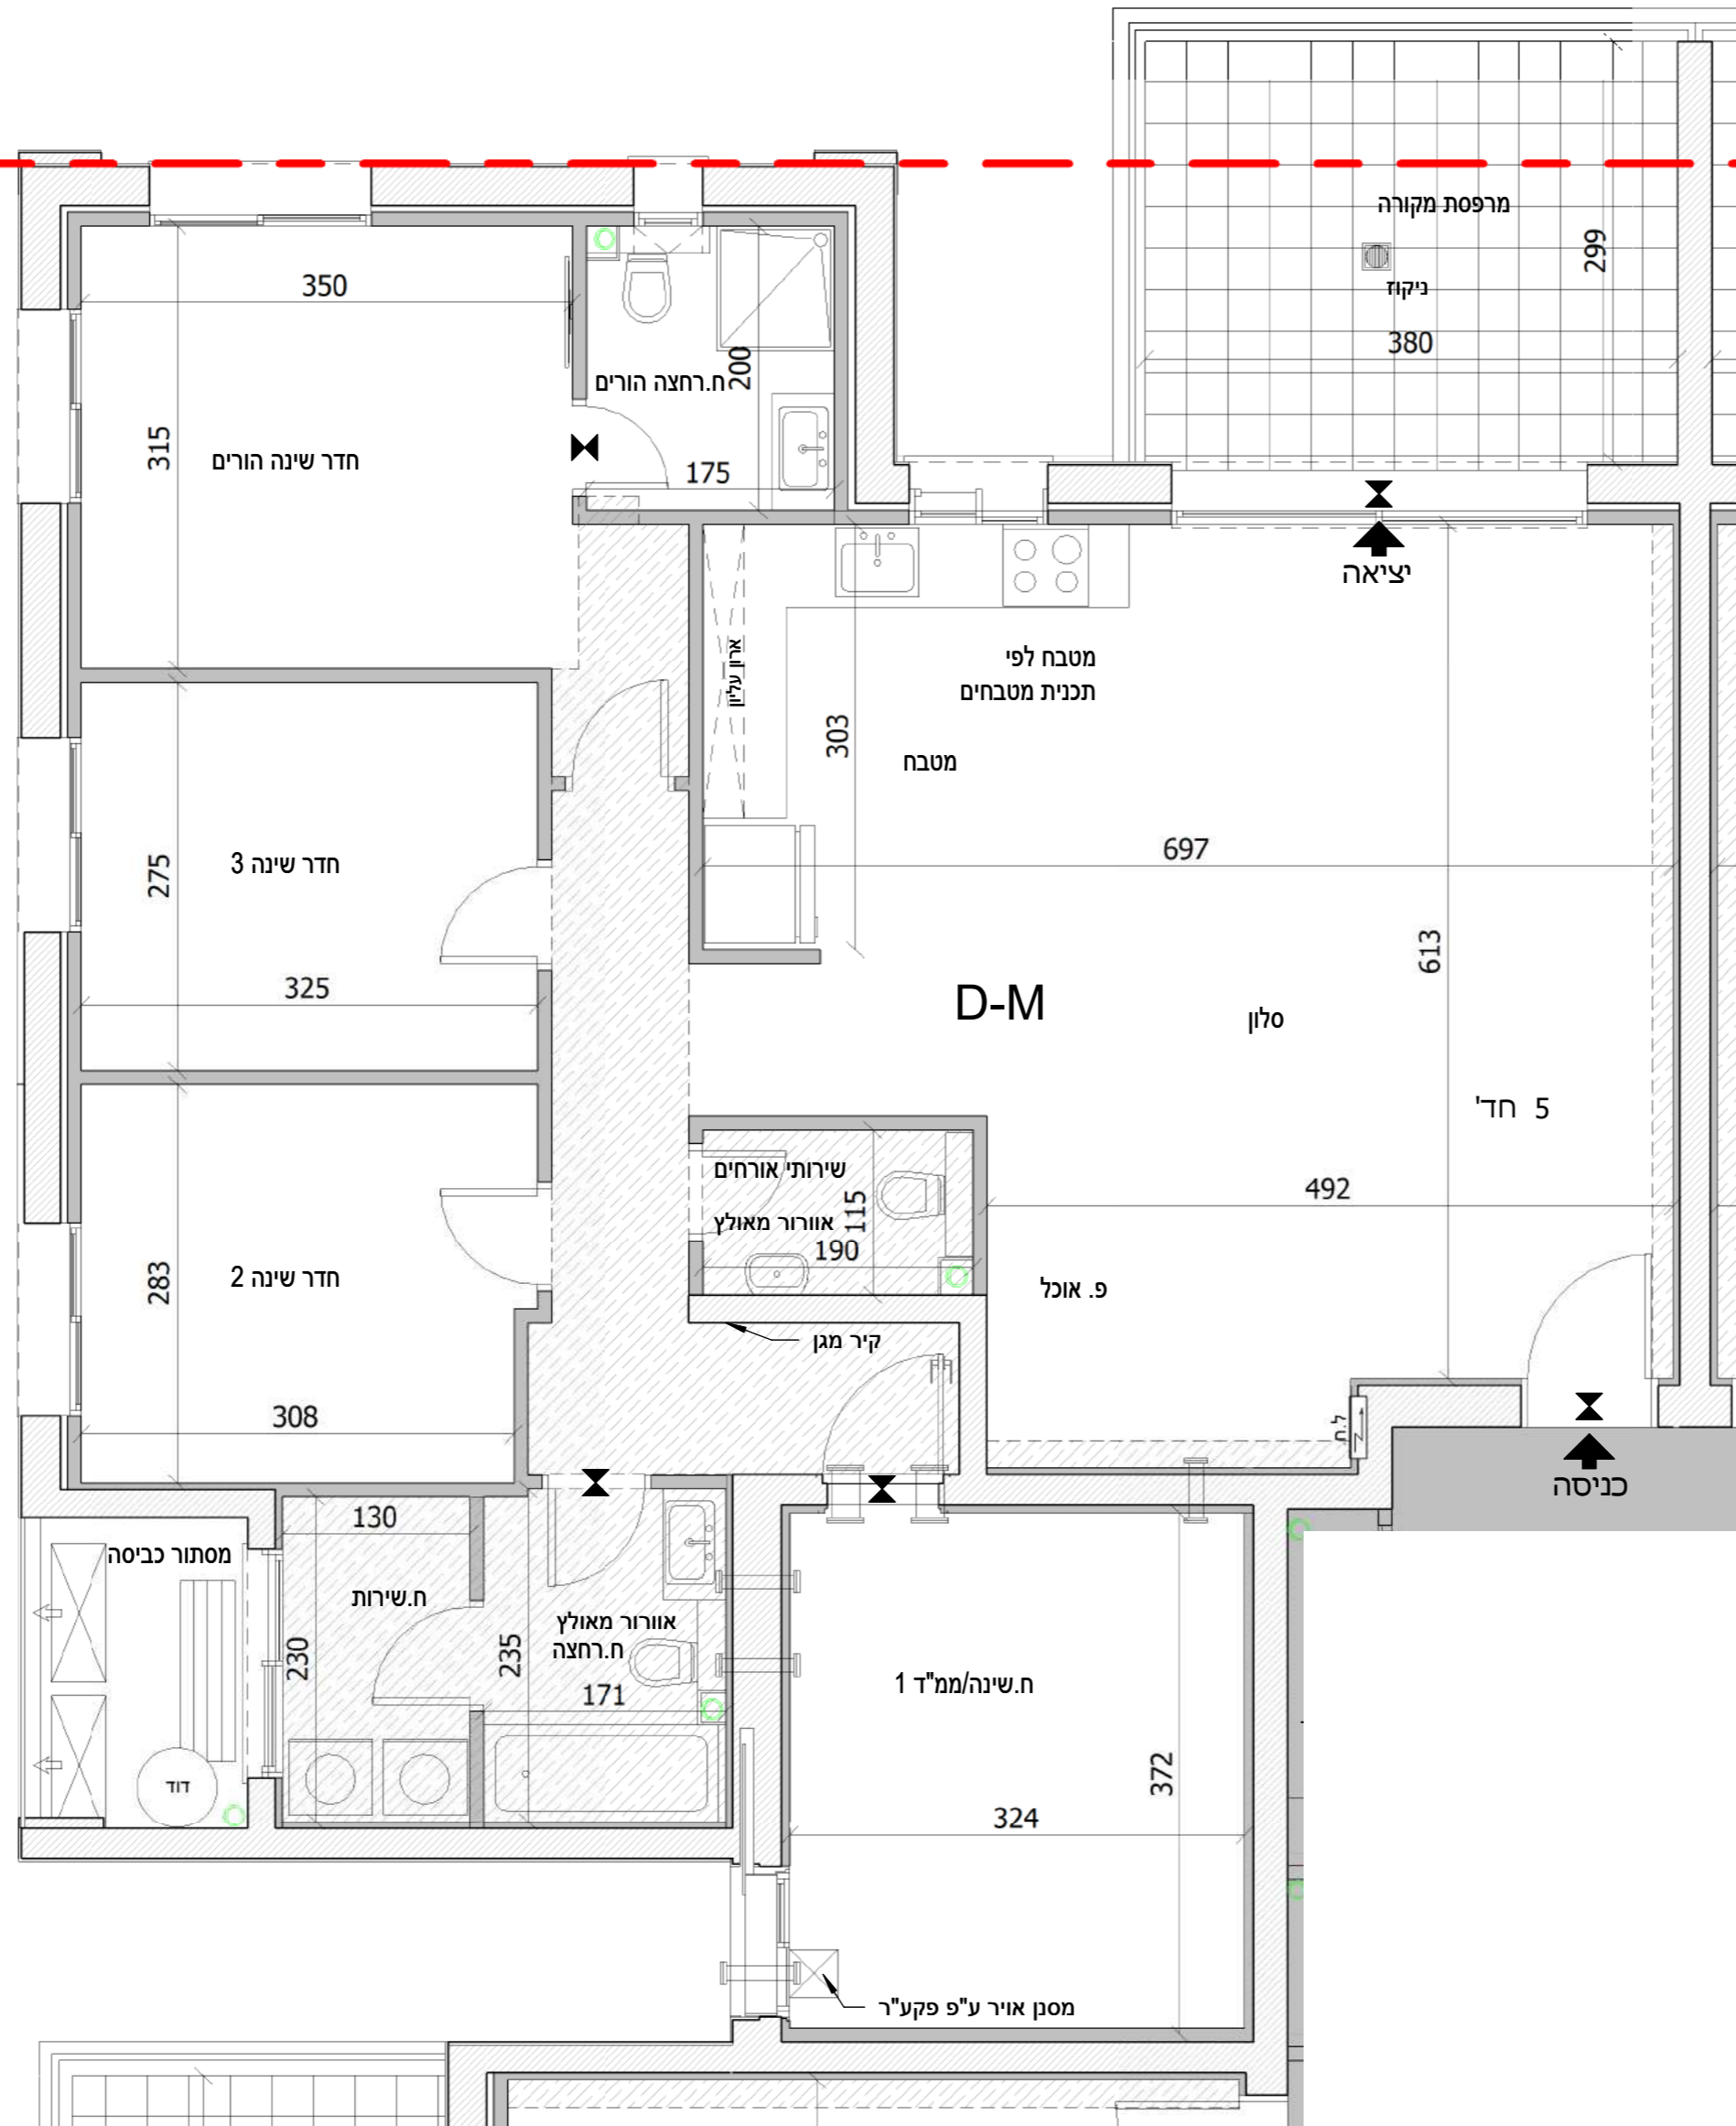 מרפסת מקורה
299
ניקוז
380
350
ח.רחצה הורים
200
315
חדר שינה הורים
175
יציאה
ארון עליון
מטבח לפי
תכנית מטבחים
303
מטבח
697
275
חדר שינה 3
325
613
D-M
סלון
5 חד'
שירותי אורחים
115
אוורור מאולץ
190
492
283
חדר שינה 2
פ. אוכל
קיר מגן
308
ל.ח
כניסה
130
מסתור כביסה
ח.שירות
230
235
אוורור מאולץ
ח.רחצה
171
ח.שינה/ממ"ד 1
דוד
372
324
מסנן אויר ע"פ פקע"ר